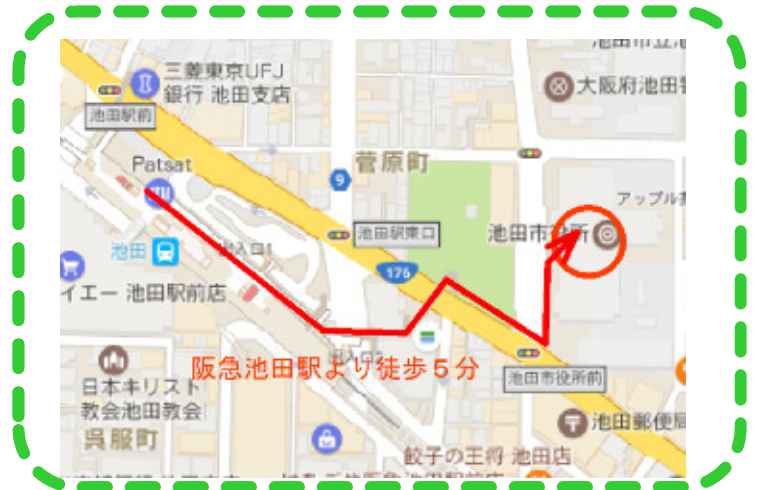 三菱東京UFJ
銀行 池田支店
大阪府池田
池田駅前
Patsat
菅原町
9
アップル
池田駅東口
池田市役所
池田
出入口1
176
イエー 池田駅前店
出入口2
阪急池田駅より徒歩５分
池田市役所前
日本キリスト
教会池田教会
呉服町
池田郵便局
餃子の王将 池田店